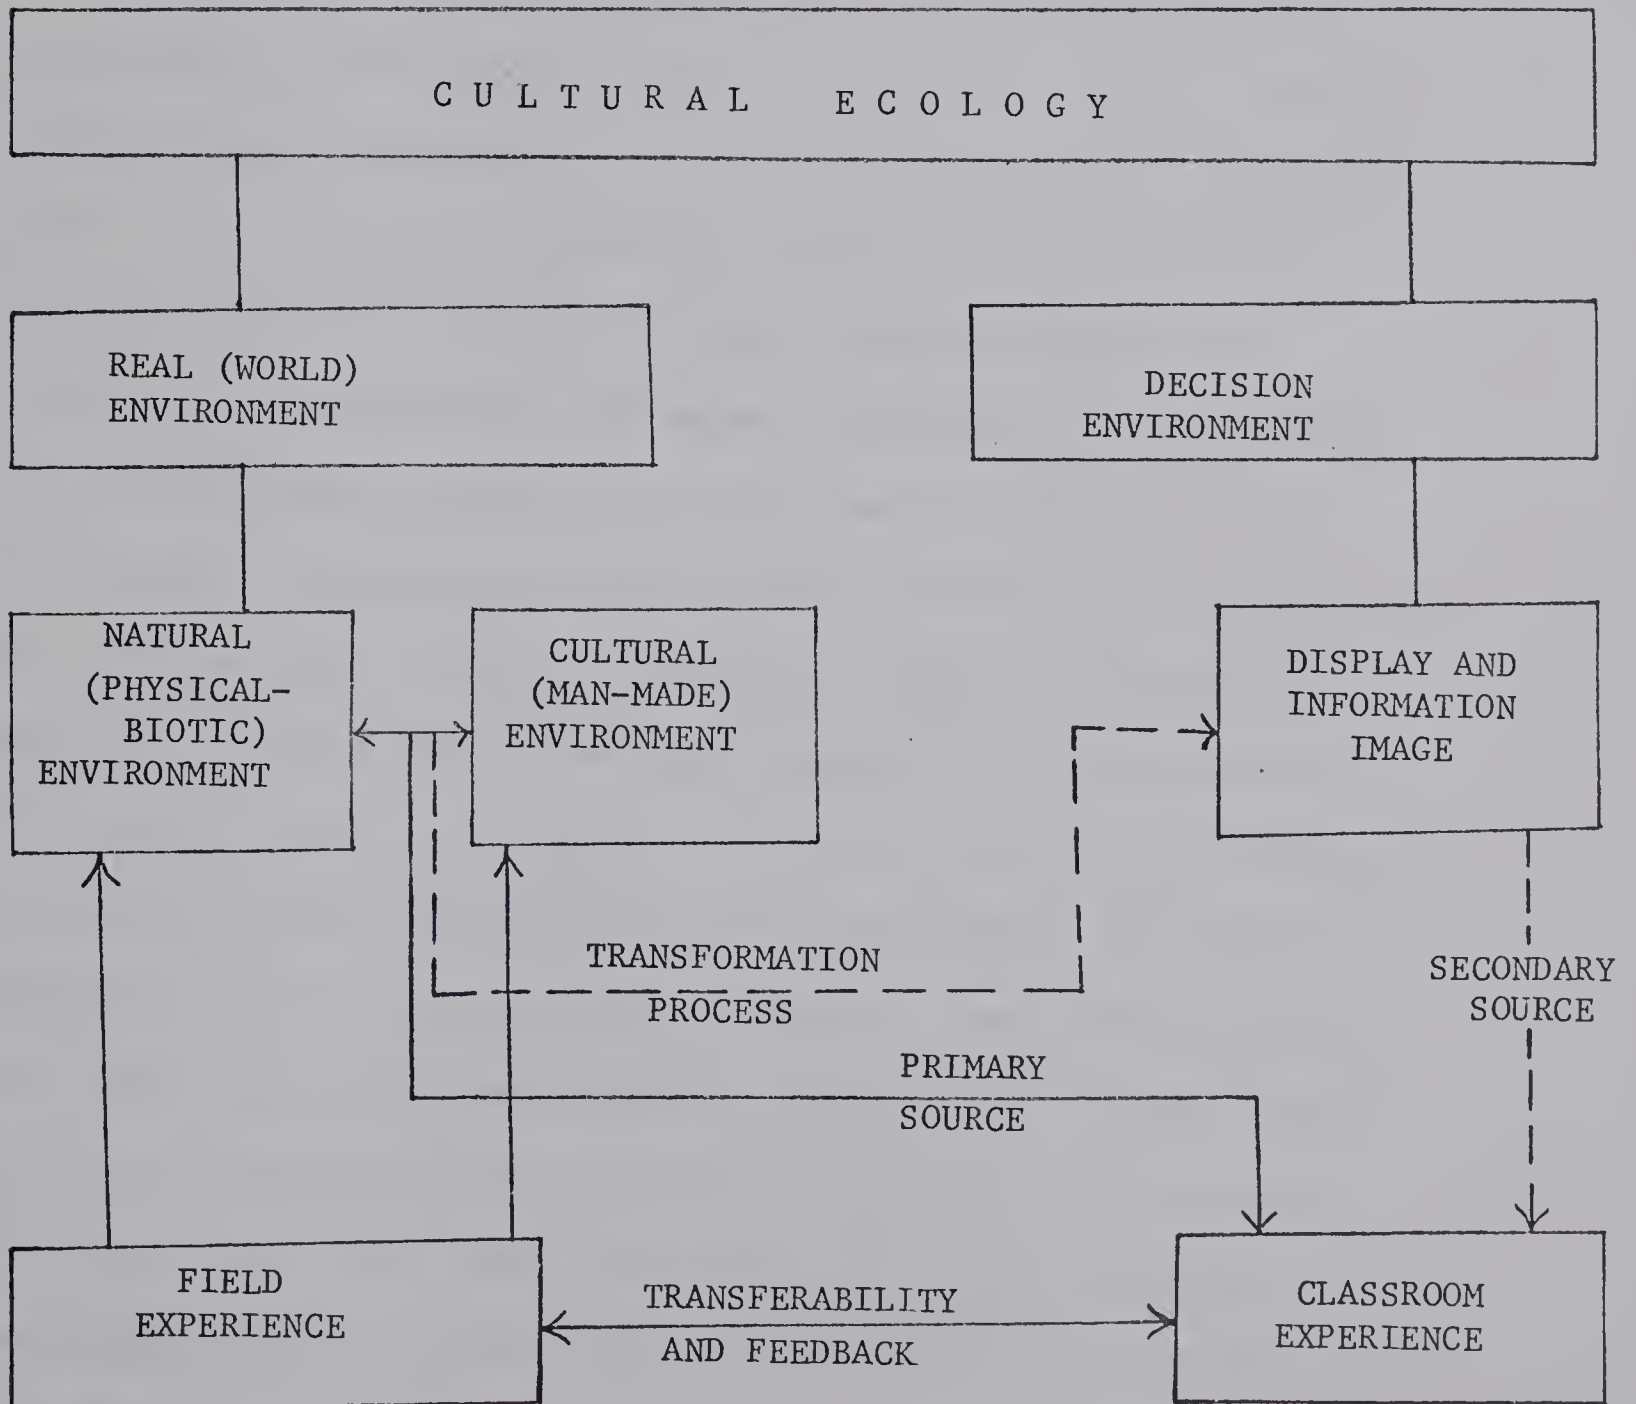 CULTURAL ECOLOGY
REAL (WORLD)
ENVIRONMENT
DECISION
ENVIRONMENT
NATURAL
(PHYSICAL-
BIOTIC)
ENVIRONMENT
CULTURAL
(MAN-MADE)
ENVIRONMENT
DISPLAY AND
INFORMATION
IMAGE
TRANSFORMATION
PROCESS
SECONDARY
SOURCE
PRIMARY
SOURCE
FIELD
EXPERIENCE
TRANSFERABILITY
AND FEEDBACK
CLASSROOM
EXPERIENCE